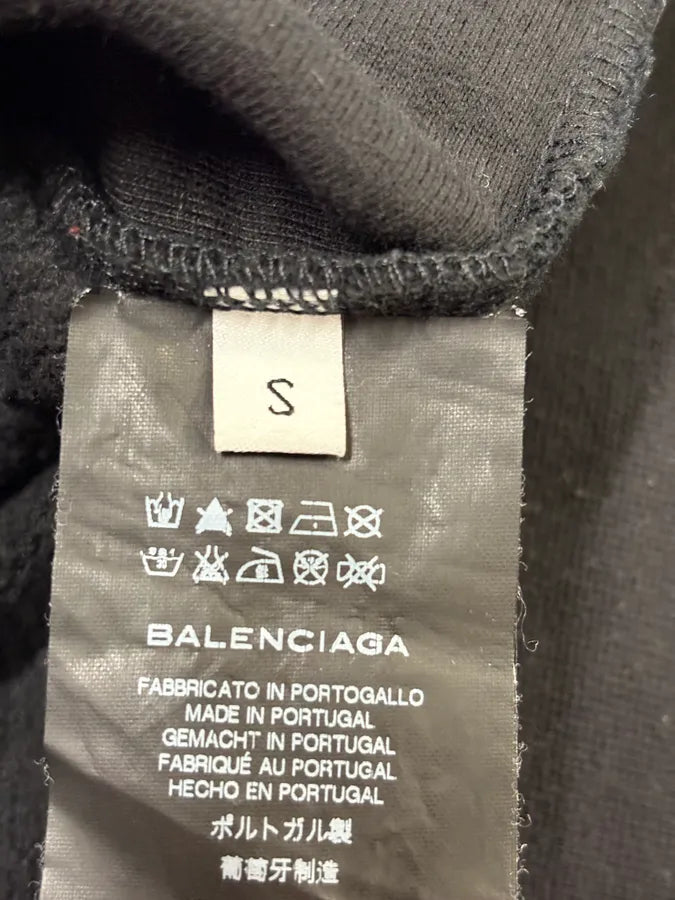 S
BALENCIAGA
FABBRICATO IN PORTOGALLO
MADE IN PORTUGAL
GEMACHT IN PORTUGAL
FABRIQUÉ AU PORTUGAL
HECHO EN PORTUGAL
ポルトガル製
葡萄牙制造